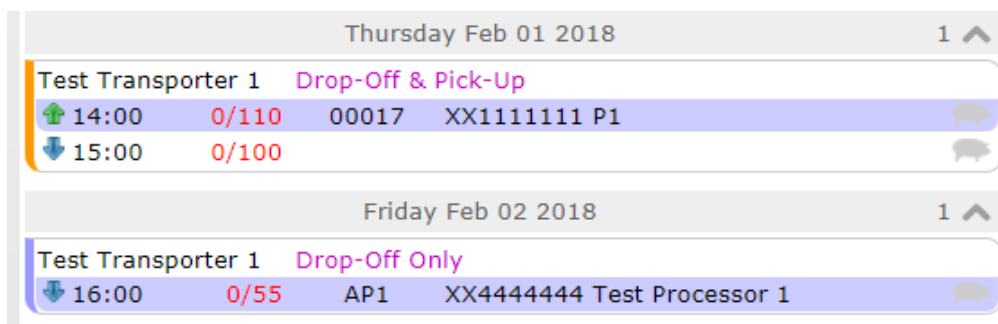 Thursday Feb 01 2018 1
Test Transporter 1 Drop-Off & Pick-Up
14:00 0/110 00017 XX1111111 P1
15:00 0/100
Friday Feb 02 2018 1
Test Transporter 1 Drop-Off Only
16:00 0/55 AP1 XX4444444 Test Processor 1